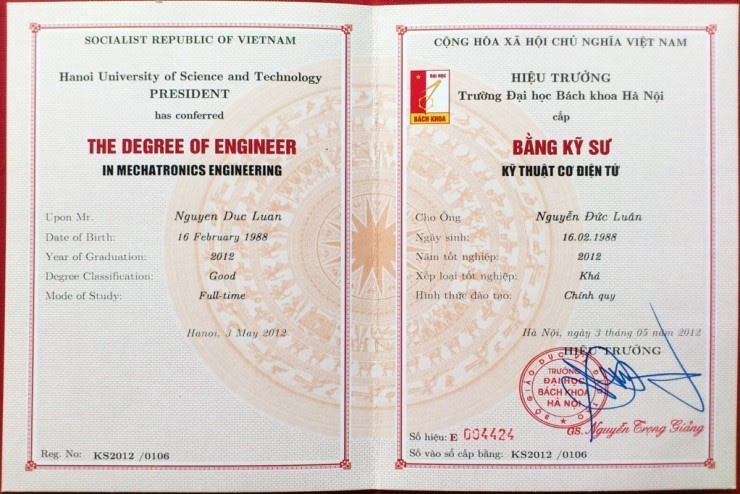 SOCIALIST REPUBLIC OF VIETNAM
Hanoi University of Science and Technology
PRESIDENT
has conferred
THE DEGREE OF ENGINEER
IN MECHATRONICS ENGINEERING
Upon Mr. Nguyen Duc Luan
Date of Birth: 16 February 1988
Year of Graduation: 2012
Degree Classification: Good
Mode of Study: Full-time
Hanoi, 3 May 2012
Reg. No: KS2012 /0106
CỘNG HÒA XÃ HỘI CHỦ NGHĨA VIỆT NAM
ĐẠI HỌC
BÁCH KHOA
HIỆU TRƯỞNG
Trường Đại học Bách khoa Hà Nội
cấp
BẰNG KỸ SƯ
KỸ THUẬT CƠ ĐIỆN TỬ
Cho Ông Nguyễn Đức Luân
Ngày sinh: 16.02.1988
Năm tốt nghiệp: 2012
Xếp loại tốt nghiệp: Khá
Hình thức đào tạo: Chính quy
Hà Nội, ngày 3 tháng 05 năm 2012
HIỆU TRƯỞNG
BỘ GIÁO DỤC VÀ ĐÀO TẠO
TRƯỜNG
ĐẠI HỌC
BÁCH KHOA
HÀ NỘI
GS. Nguyễn Trọng Giảng
Số hiệu: E 004424
Số vào sổ cấp bằng: KS2012 /0106